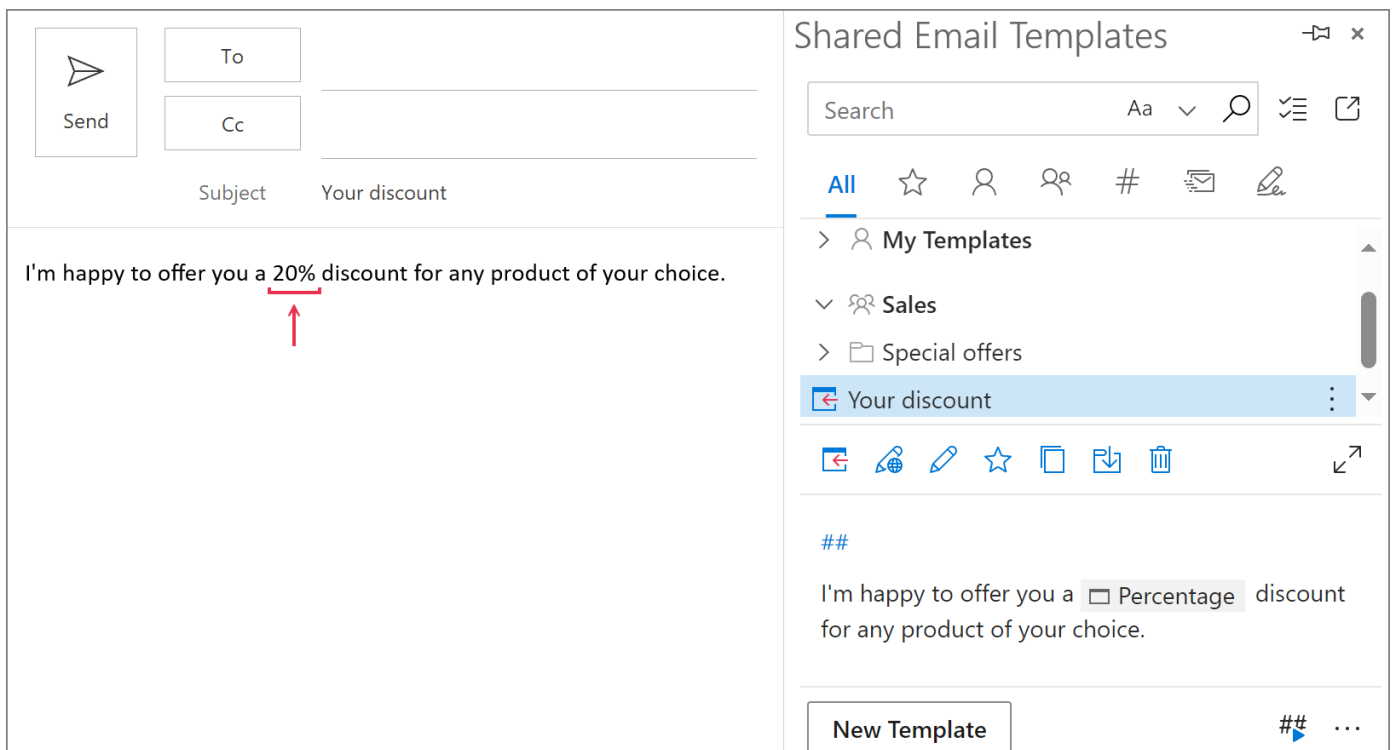 Send
To
Cc
Subject
Your discount
I'm happy to offer you a 20% discount for any product of your choice.
Shared Email Templates
Search
Aa
All
#
My Templates
Sales
Special offers
Your discount
##
I'm happy to offer you a Percentage discount
for any product of your choice.
New Template
##
...